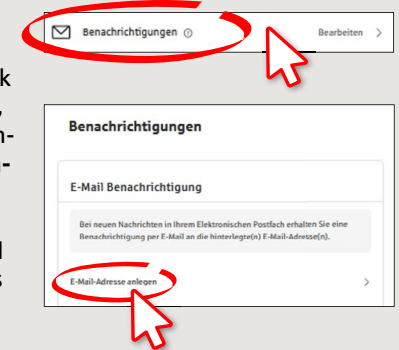 Benachrichtigungen Bearbeiten
k
,
n-
-
Benachrichtigungen
E-Mail Benachrichtigung
Bei neuen Nachrichten in Ihrem Elektronischen Postfach erhalten Sie eine
Benachrichtigung per E-Mail an die hinterlegte(n) E-Mail-Adresse(n).
s
E-Mail-Adresse anlegen